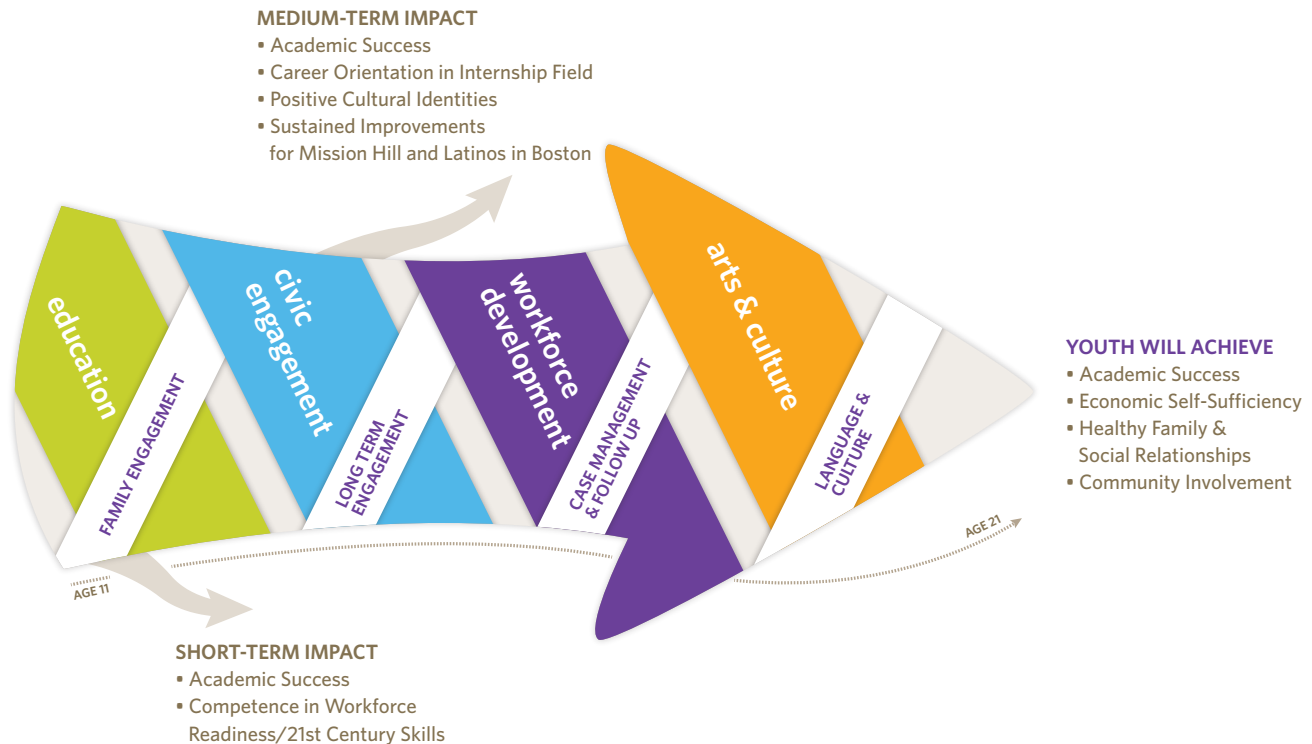 MEDIUM-TERM IMPACT
• Academic Success
• Career Orientation in Internship Field
• Positive Cultural Identities
• Sustained Improvements
for Mission Hill and Latinos in Boston
education
FAMILY ENGAGEMENT
civic
engagement
LONG TERM
ENGAGEMENT
workforce
development
CASE MANAGEMENT
& FOLLOW UP
arts & culture
LANGUAGE &
CULTURE
YOUTH WILL ACHIEVE
• Academic Success
• Economic Self-Sufficiency
• Healthy Family &
Social Relationships
• Community Involvement
AGE 11
AGE 21
SHORT-TERM IMPACT
• Academic Success
• Competence in Workforce
Readiness/21st Century Skills